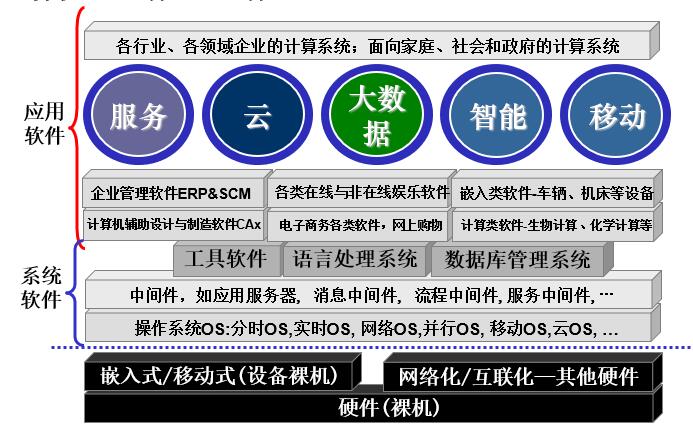 各行业、各领域企业的计算系统；面向家庭、社会和政府的计算系统
应用
软件
服务
云
大数
据
智能
移动
企业管理软件ERP&SCM
各类在线与非在线娱乐软件
嵌入类软件-车辆、机床等设备
计算机辅助设计与制造软件CAx
电子商务各类软件，网上购物
计算类软件-生物计算、化学计算等
系统
软件
工具软件
语言处理系统
数据库管理系统
中间件，如应用服务器, 消息中间件, 流程中间件, 服务中间件, …
操作系统OS:分时OS,实时OS, 网络OS,并行OS, 移动OS,云OS, …
嵌入式/移动式(设备裸机)
网络化/互联化—其他硬件
硬件(裸机)